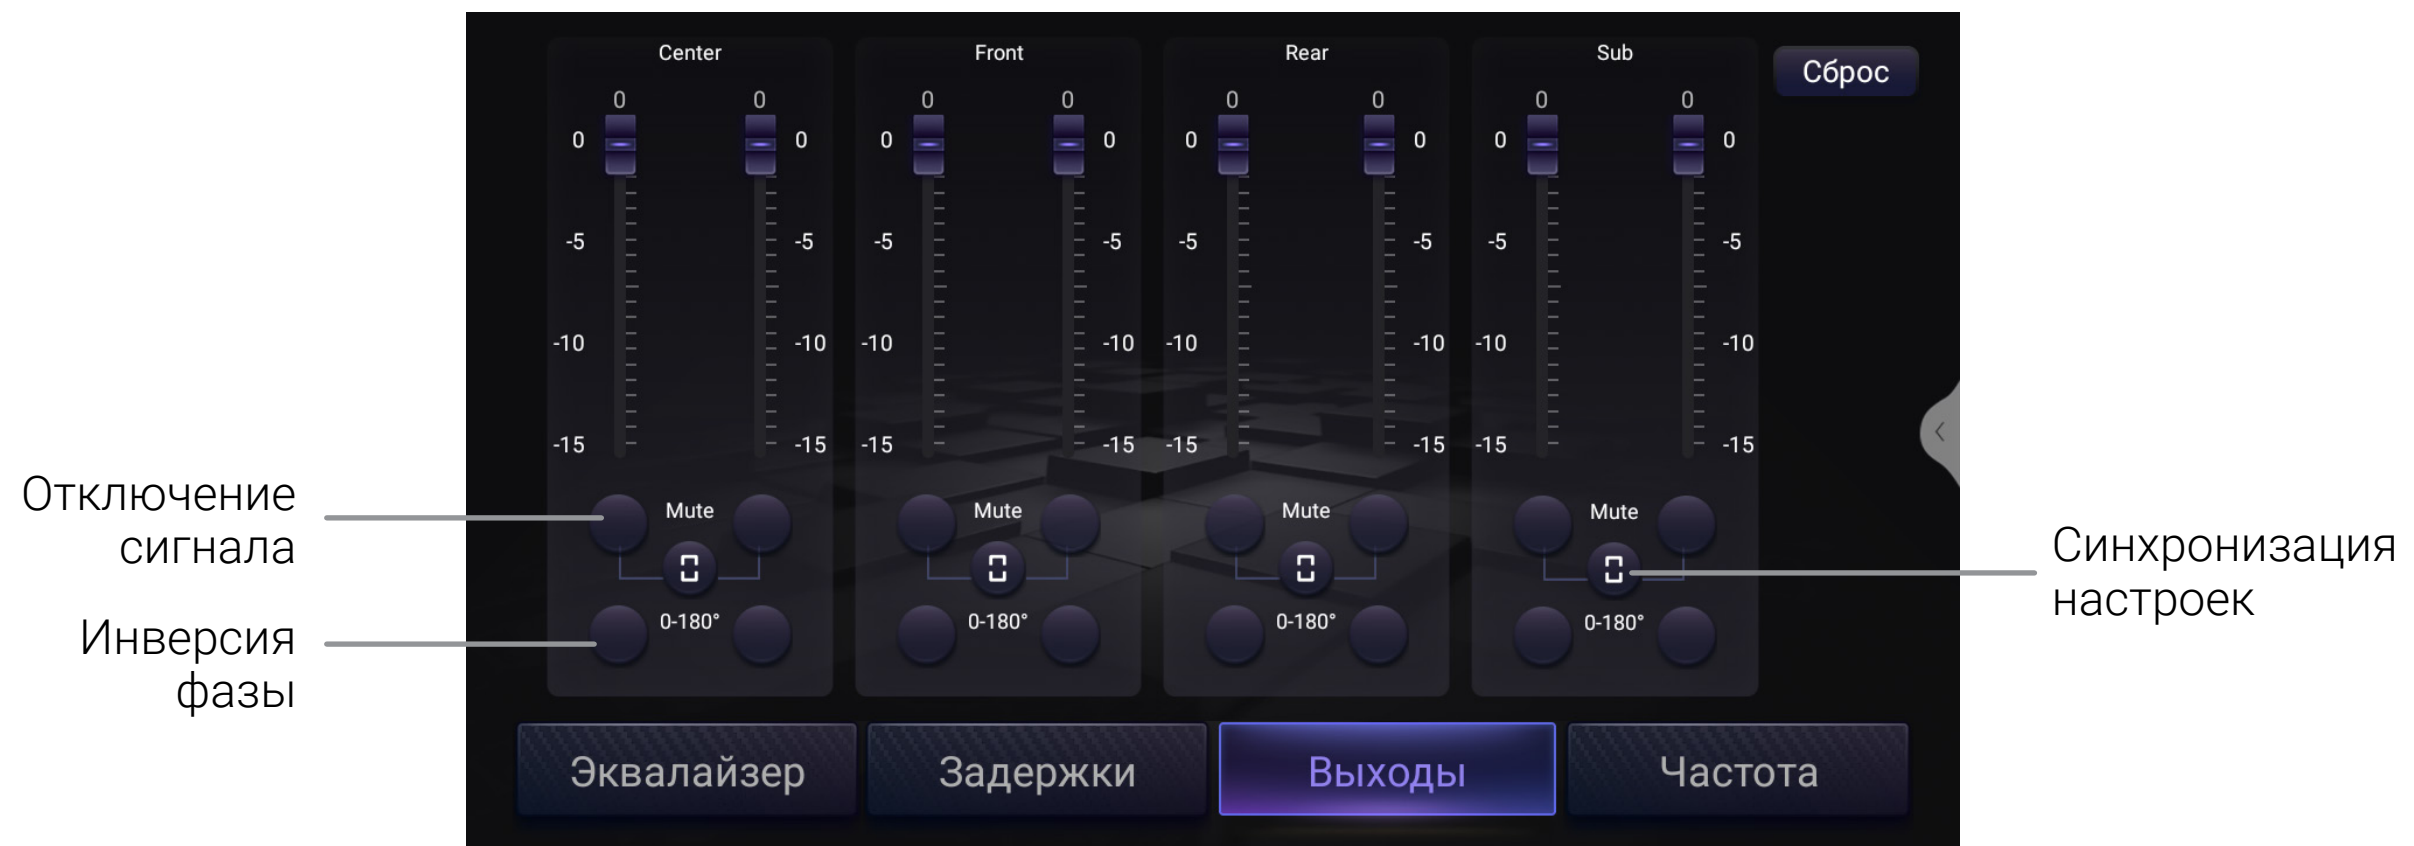 Center Front Rear Sub
Сброс
0 0 0 0 0 0 0 0
0 0 0 0 0 0 0 0
-5 -5 -5 -5 -5 -5 -5 -5
-10 -10 -10 -10 -10 -10 -10 -10
-15 -15 -15 -15 -15 -15 -15 -15
Отключение
сигнала
Mute Mute Mute Mute
Синхронизация
настроек
Инверсия
фазы
0-180° 0-180° 0-180° 0-180°
Эквалайзер Задержки Выходы Частота